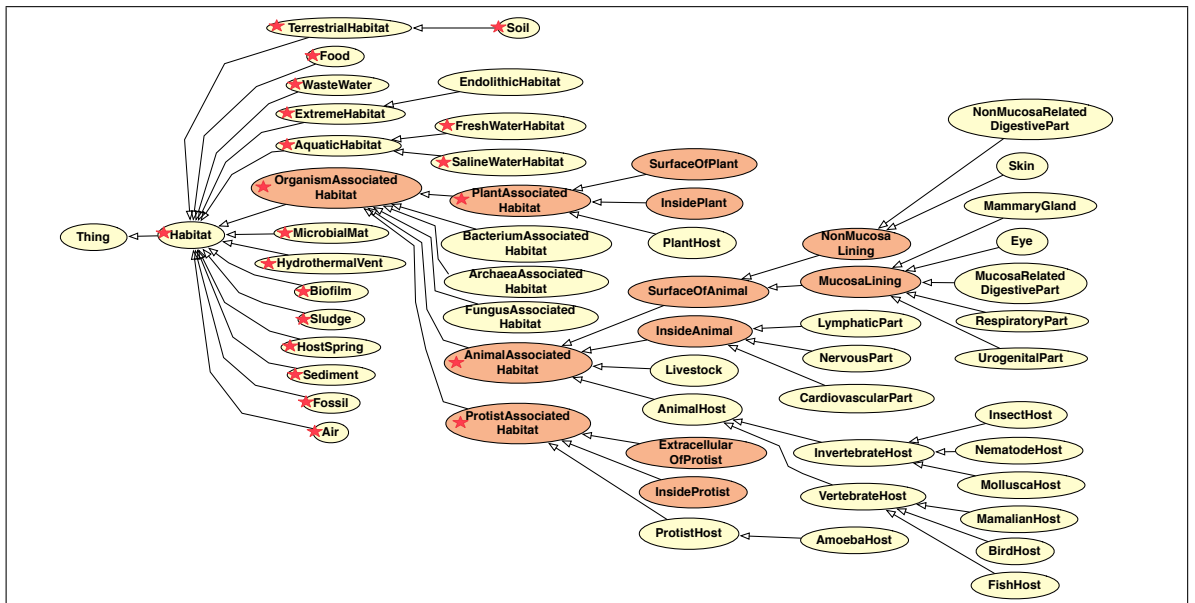 TerrestrialHabitat
Soil
Food
WasteWater
EndolithicHabitat
ExtremeHabitat
FreshWaterHabitat
AquaticHabitat
SalineWaterHabitat
NonMucosaRelated
DigestivePart
SurfaceOfPlant
Skin
OrganismAssociated
Habitat
PlantAssociated
Habitat
InsidePlant
MammaryGland
Thing
Habitat
MicrobialMat
BacteriumAssociated
Habitat
PlantHost
NonMucosa
Lining
Eye
HydrothermalVent
ArchaeaAssociated
Habitat
SurfaceOfAnimal
MucosaLining
MucosaRelated
DigestivePart
Biofilm
Sludge
FungusAssociated
Habitat
InsideAnimal
LymphaticPart
RespiratoryPart
HostSpring
AnimalAssociated
Habitat
NervousPart
UrogenitalPart
Sediment
Livestock
CardiovascularPart
Fossil
AnimalHost
InsectHost
Air
ProtistAssociated
Habitat
Extracellular
OfProtist
InvertebrateHost
NematodeHost
InsideProtist
VertebrateHost
MolluscaHost
ProtistHost
AmoebaHost
MamalianHost
BirdHost
FishHost